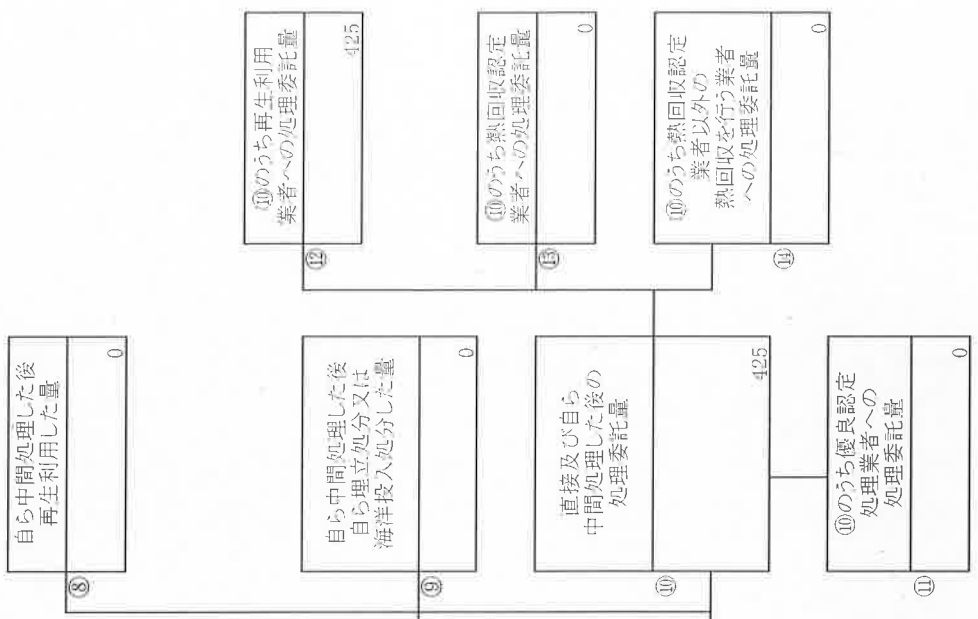 ⑧
自ら中間処理した後
再生利用した量
0
⑨
自ら中間処理した後
自ら埋立処分又は
海洋投入処分した量
0
⑩
直接及び自ら
中間処理した後の
処理委託量
425
⑪
⑩のうち優良認定
処理業者への
処理委託量
0
⑫
⑩のうち再生利用
業者への処理委託量
425
⑬
⑩のうち熱回収認定
業者への処理委託量
0
⑭
⑩のうち熱回収認定
業者以外の
熱回収を行う業者
への処理委託量
0